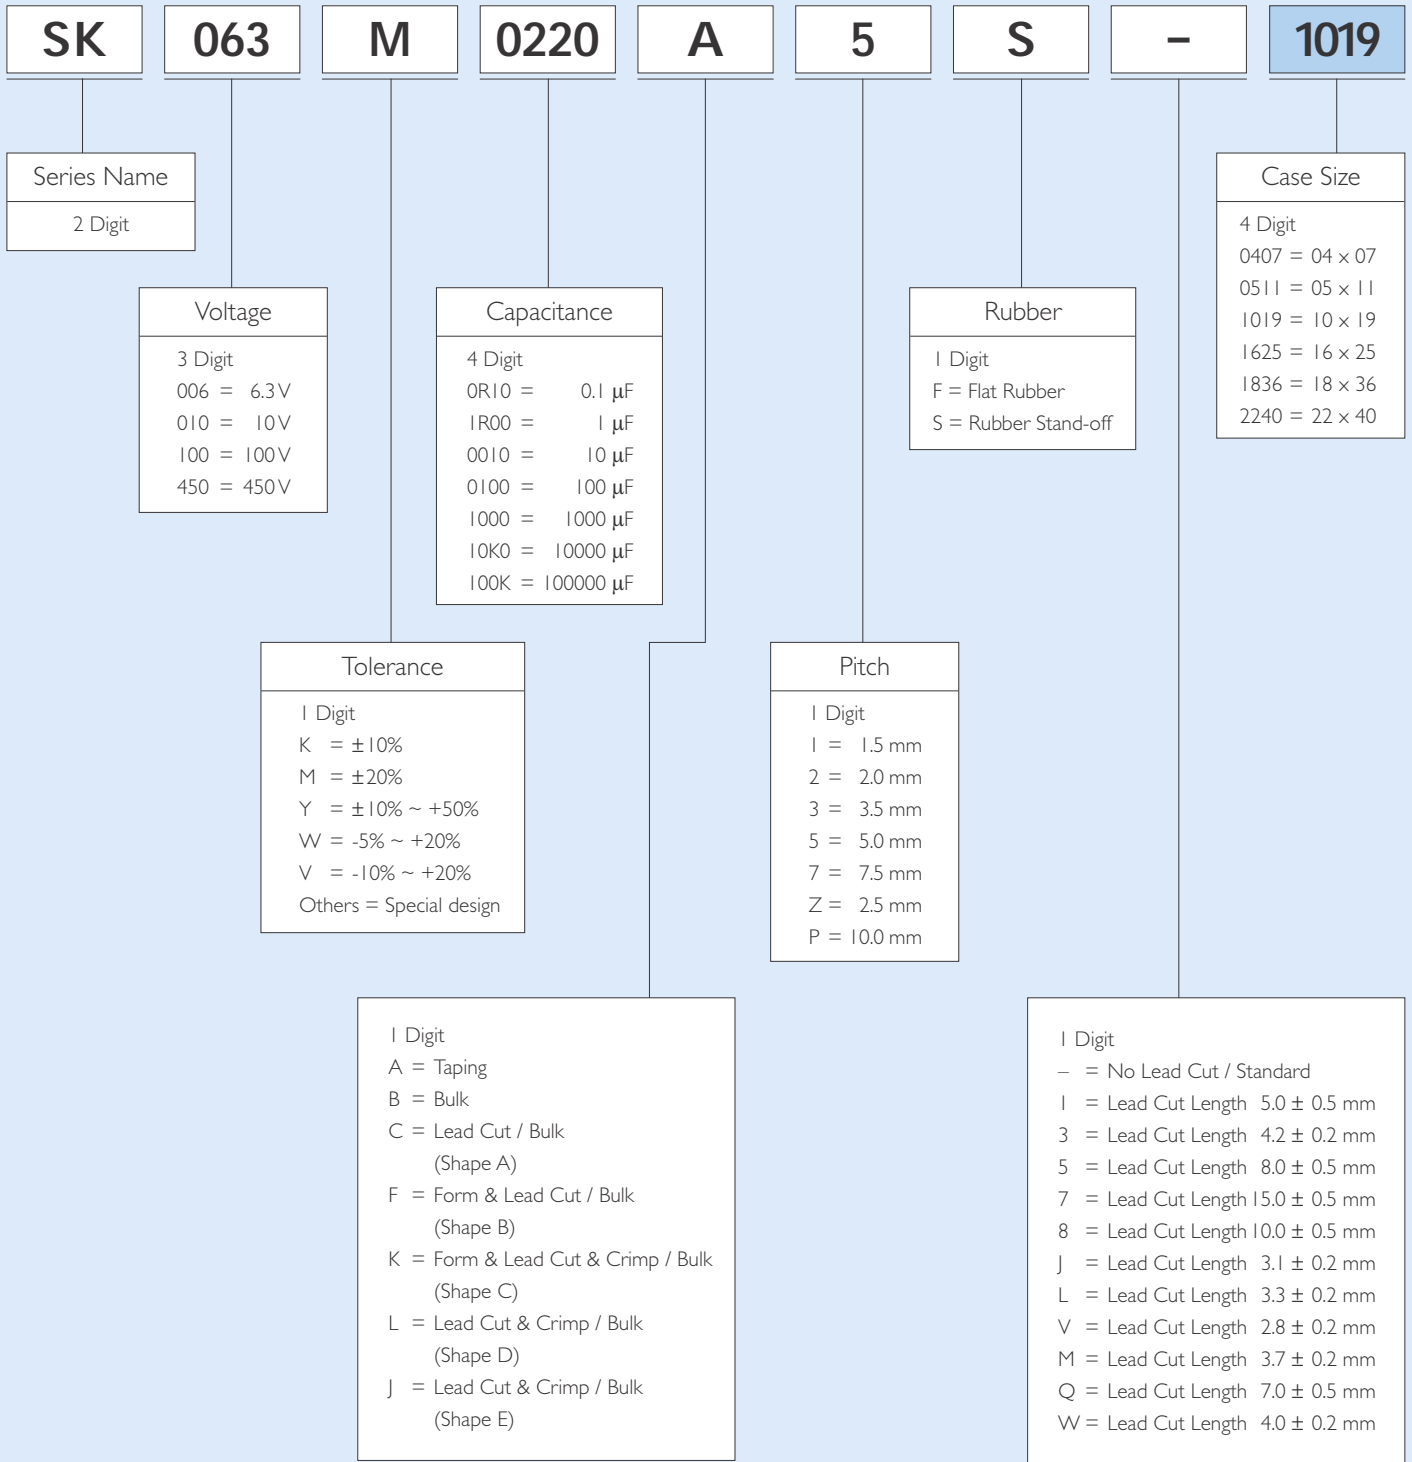 SK 063 M 0220 A 5 S – 1019
Series Name
2 Digit
Case Size
4 Digit
0407 = 04 x 07
0511 = 05 x 11
1019 = 10 x 19
1625 = 16 x 25
1836 = 18 x 36
2240 = 22 x 40
Voltage
3 Digit
006 = 6.3 V
010 = 10 V
100 = 100 V
450 = 450 V
Capacitance
4 Digit
0R10 = 0.1 µF
1R00 = 1 µF
0010 = 10 µF
0100 = 100 µF
1000 = 1000 µF
10K0 = 10000 µF
100K = 100000 µF
Rubber
1 Digit
F = Flat Rubber
S = Rubber Stand-off
Tolerance
1 Digit
K = ±10%
M = ±20%
Y = ±10% ~ +50%
W = -5% ~ +20%
V = -10% ~ +20%
Others = Special design
Pitch
1 Digit
1 = 1.5 mm
2 = 2.0 mm
3 = 3.5 mm
5 = 5.0 mm
7 = 7.5 mm
Z = 2.5 mm
P = 10.0 mm
1 Digit
A = Taping
B = Bulk
C = Lead Cut / Bulk
(Shape A)
F = Form & Lead Cut / Bulk
(Shape B)
K = Form & Lead Cut & Crimp / Bulk
(Shape C)
L = Lead Cut & Crimp / Bulk
(Shape D)
J = Lead Cut & Crimp / Bulk
(Shape E)
1 Digit
– = No Lead Cut / Standard
1 = Lead Cut Length 5.0 ± 0.5 mm
3 = Lead Cut Length 4.2 ± 0.2 mm
5 = Lead Cut Length 8.0 ± 0.5 mm
7 = Lead Cut Length 15.0 ± 0.5 mm
8 = Lead Cut Length 10.0 ± 0.5 mm
J = Lead Cut Length 3.1 ± 0.2 mm
L = Lead Cut Length 3.3 ± 0.2 mm
V = Lead Cut Length 2.8 ± 0.2 mm
M = Lead Cut Length 3.7 ± 0.2 mm
Q = Lead Cut Length 7.0 ± 0.5 mm
W = Lead Cut Length 4.0 ± 0.2 mm